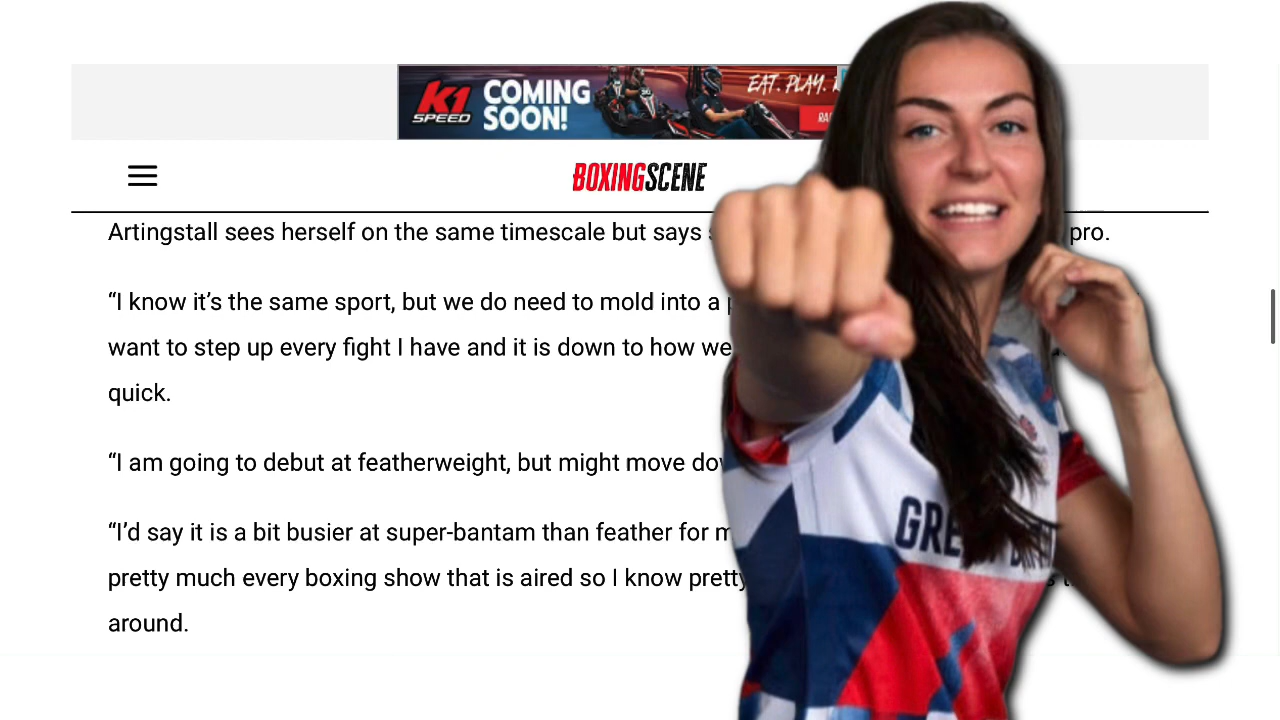 K1 SPEED
COMING SOON!
EAT. PLAY.
BOXINGSCENE
Artingstall sees herself on the same timescale but says pro.
“I know it’s the same sport, but we do need to mold into a
want to step up every fight I have and it is down to how we
quick.
“I am going to debut at featherweight, but might move
“I’d say it is a bit busier at super-bantam than feather for
pretty much every boxing show that is aired so I know pretty
around.